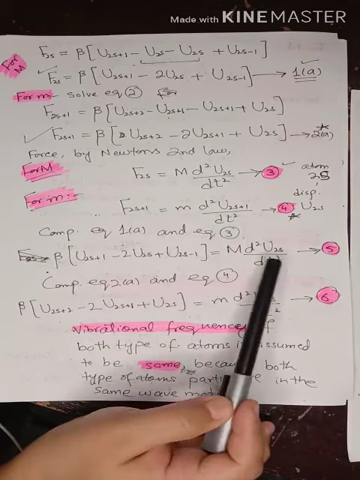 Made with KINEMASTER
For M
F2s = β[U2s+1 - U2s - U2s + U2s-1]
F2s = β[U2s+1 - 2U2s + U2s-1] → 1(a)
For m - Solve eq ②
F2s+1 = β[U2s+2 - U2s+1 - U2s+1 + U2s]
F2s+1 = β[U2s+2 - 2U2s+1 + U2s] → 2(a)
Force, by Newtons 2nd law,
For M F2s = M d²U2s/dt² → ③ atom 2s
For m: F2s+1 = m d²U2s+1/dt² → ④ disp. U2s
Comp. eq 1(a) and eq ③
β[U2s+1 - 2U2s + U2s-1] = M d²U2s → ⑤
Comp eq 2(a) and eq ④
β[U2s+2 - 2U2s+1 + U2s] = m → ⑥
Vibrational frequency of
both type of atoms is assumed
to be same, because both
type of atoms in the
same wave